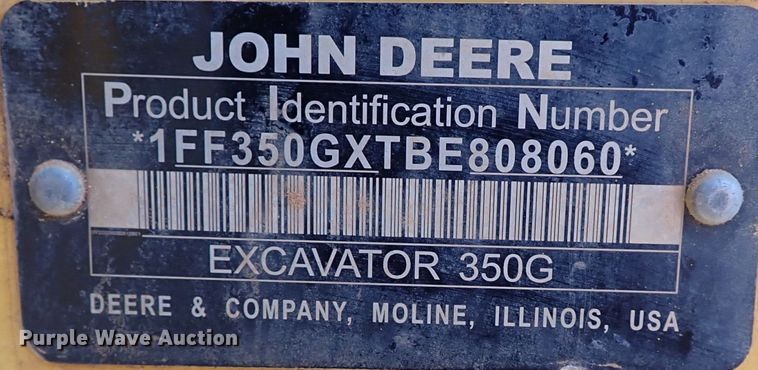 JOHN DEERE
Product Identification Number
*1FF350GXTBE808060*
EXCAVATOR 350G
DEERE & COMPANY, MOLINE, ILLINOIS, USA
Purple Wave Auction